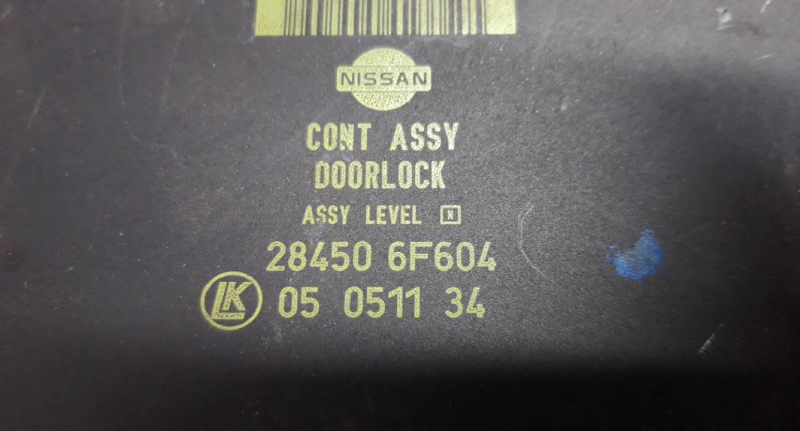 NISSAN
CONT ASSY
DOORLOCK
ASSY LEVEL N
28450 6F604
LK 05 0511 34